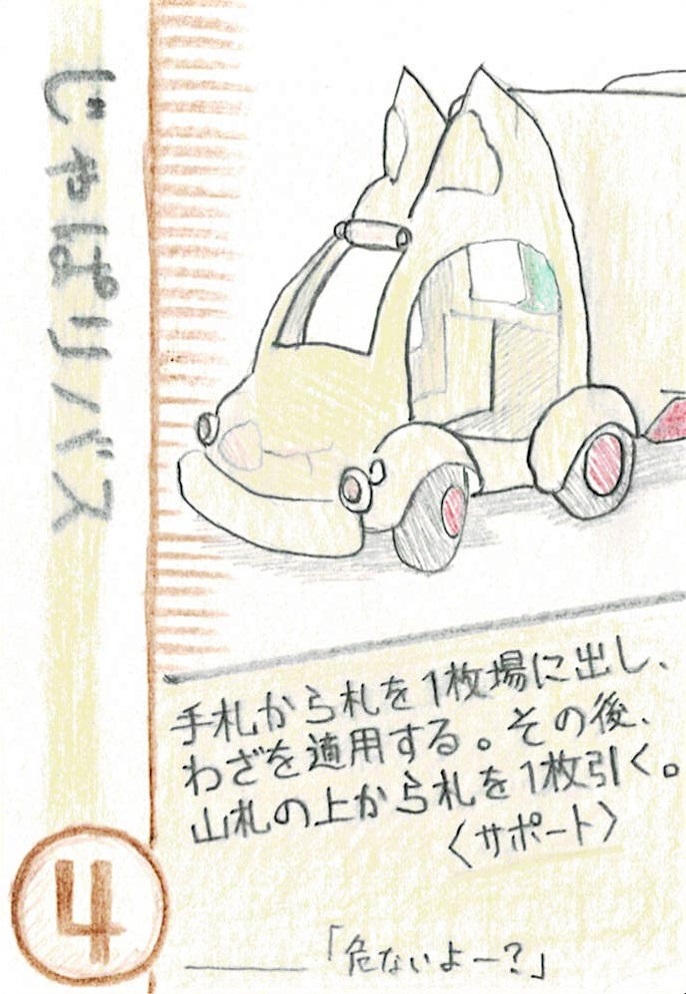 じゃぱりバス
手札から札を1枚場に出し、
わざを適用する。その後、
山札の上から札を1枚引く。
〈サポート〉
4
「危ないよー?」